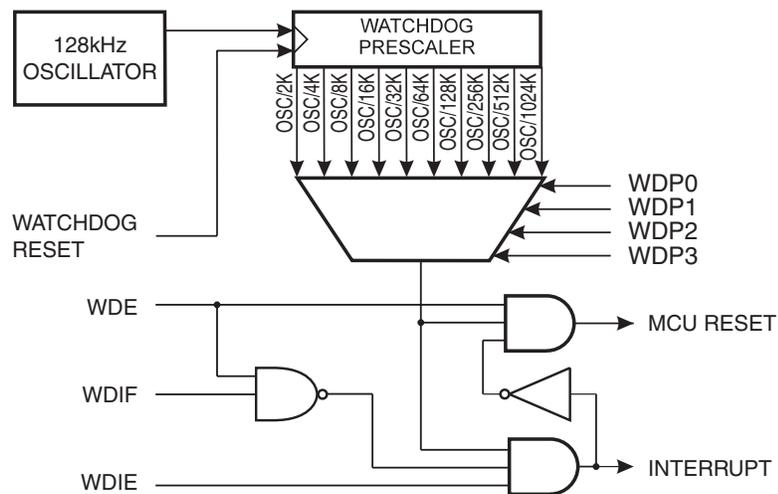 128kHz
OSCILLATOR
WATCHDOG
PRESCALER
OSC/2K
OSC/4K
OSC/8K
OSC/16K
OSC/32K
OSC/64K
OSC/128K
OSC/256K
OSC/512K
OSC/1024K
WDP0
WDP1
WDP2
WDP3
WATCHDOG
RESET
WDE
MCU RESET
WDIF
INTERRUPT
WDIE